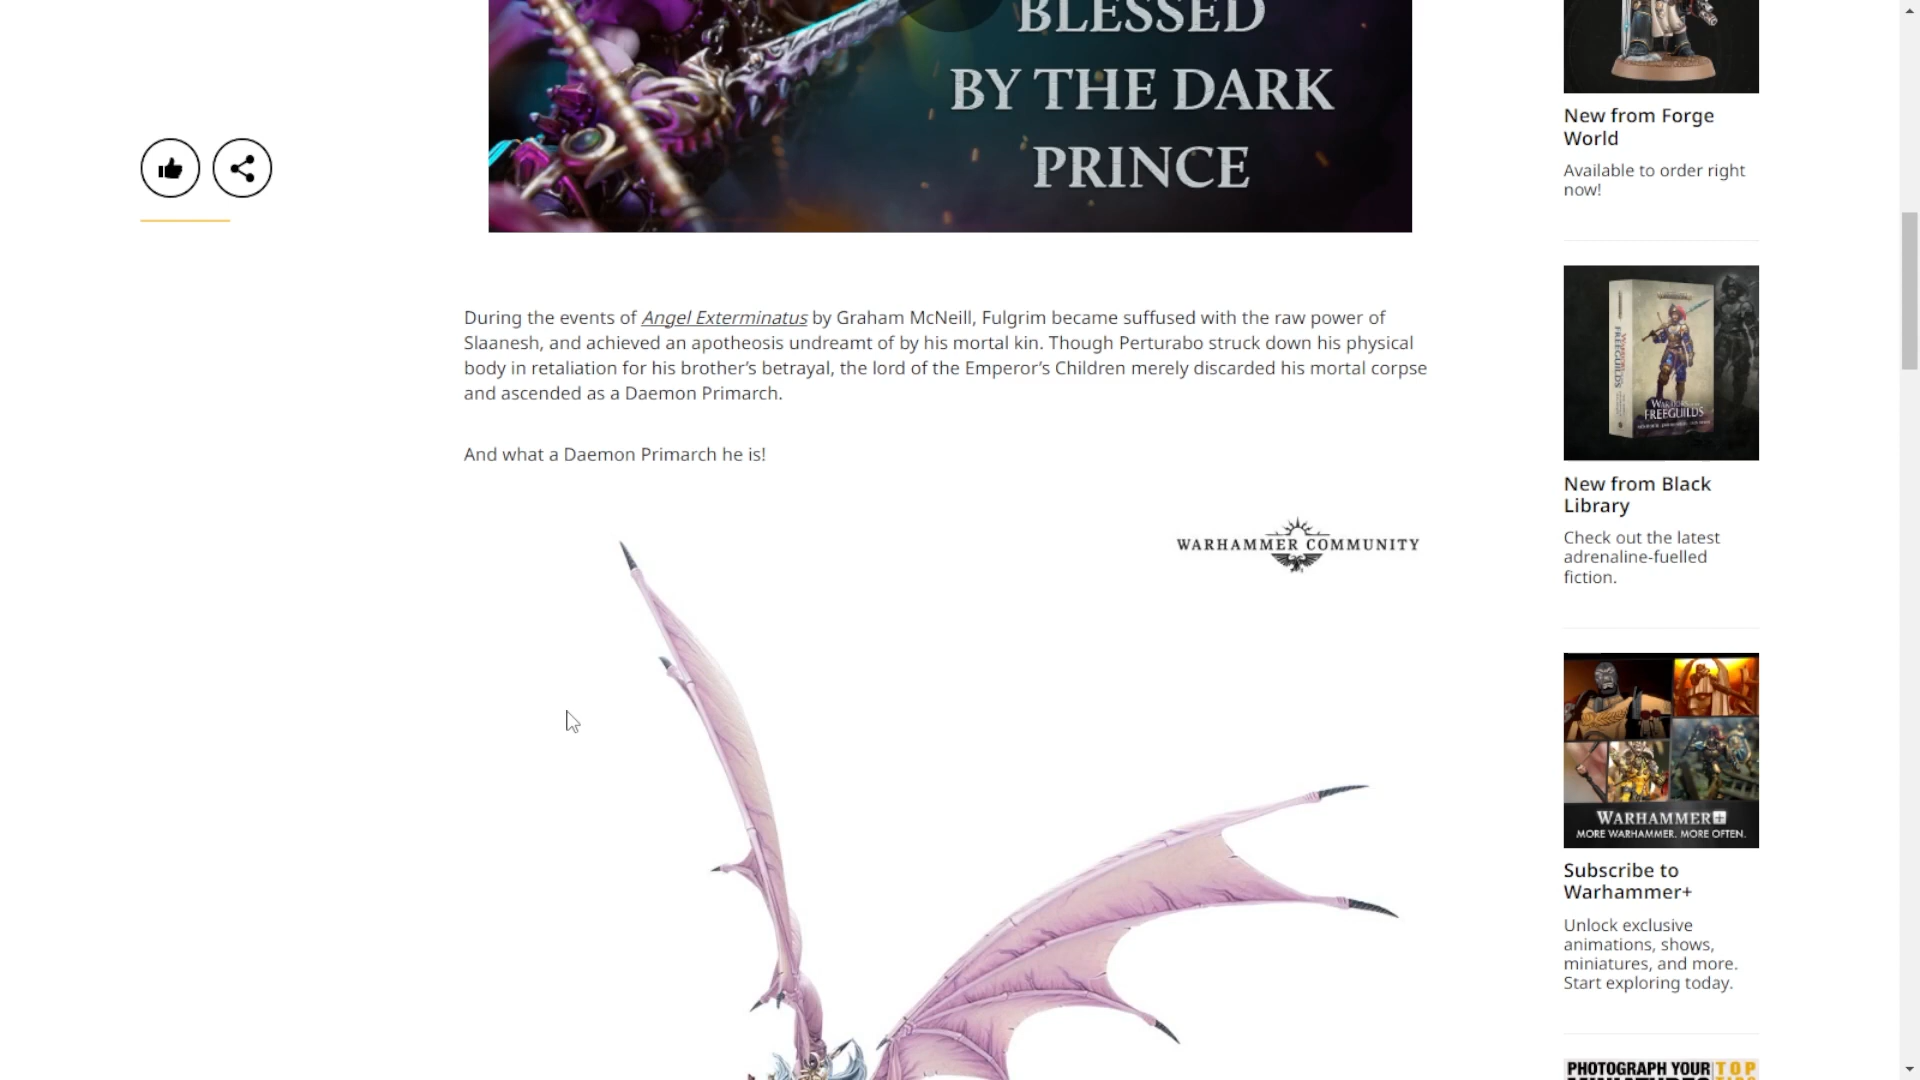 BLESSED
BY THE DARK
PRINCE
During the events of Angel Exterminatus by Graham McNeill, Fulgrim became suffused with the raw power of
Slaanesh, and achieved an apotheosis undreamt of by his mortal kin. Though Perturabo struck down his physical
body in retaliation for his brother’s betrayal, the lord of the Emperor’s Children merely discarded his mortal corpse
and ascended as a Daemon Primarch.
And what a Daemon Primarch he is!
WARHAMMER COMMUNITY
New from Forge
World
Available to order right
now!
WARRIORS
FREEGUILDS
New from Black
Library
Check out the latest
adrenaline-fuelled
fiction.
WARHAMMER+
MORE WARHAMMER. MORE OFTEN.
Subscribe to
Warhammer+
Unlock exclusive
animations, shows,
miniatures, and more.
Start exploring today.
PHOTOGRAPH YOUR TOP